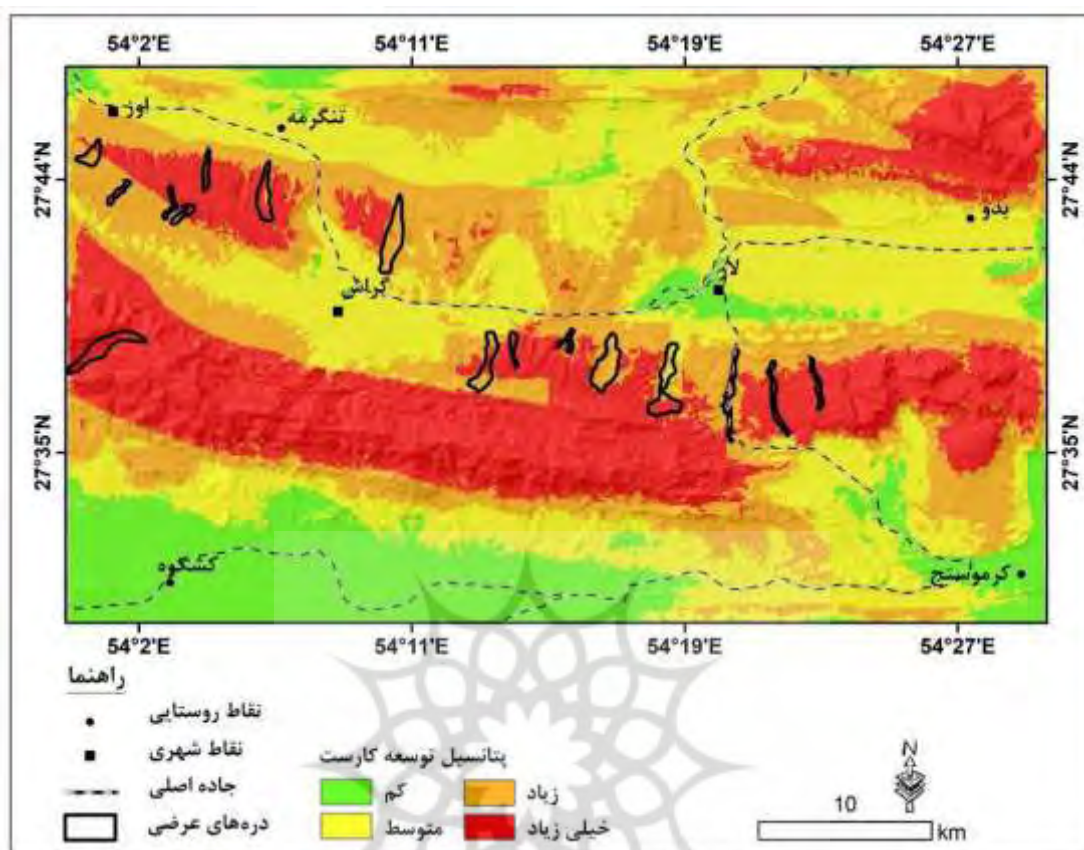 54°2'E 54°11'E 54°19'E 54°27'E
اوز
تنگرمه
27°44'N 27°44'N
بدو
لار
گراش
27°35'N 27°35'N
کشگوه
کرموستج
54°2'E 54°11'E 54°19'E 54°27'E
راهنما
نقاط روستایی
نقاط شهری
جاده اصلی
دره‌های عرضی
پتانسیل توسعه کارست
کم
زیاد
متوسط
خیلی زیاد
N
10
km